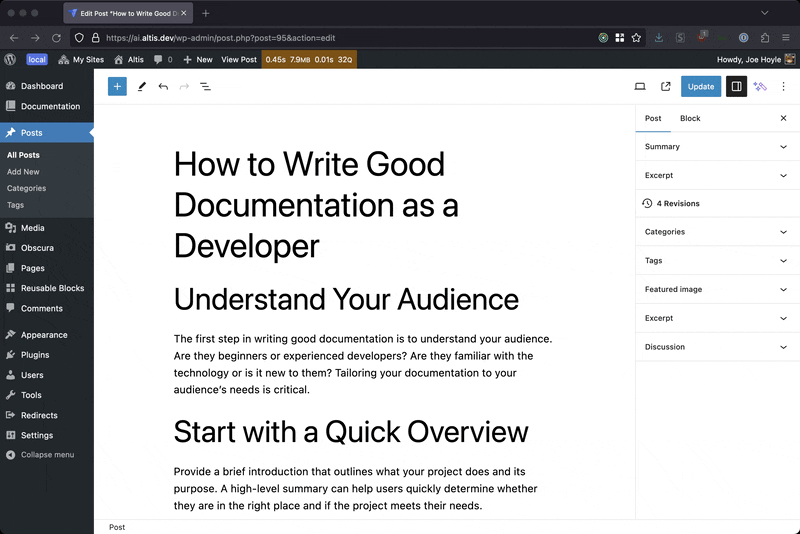 Edit Post "How to Write Good D
https://ai.altis.dev/wp-admin/post.php?post=95&action=edit
local My Sites Altis 0 New View Post 0.45s 7.9MB 0.01s 32Q Howdy, Joe Hoyle
Dashboard
Documentation
Posts
All Posts
Add New
Categories
Tags
Media
Obscura
Pages
Reusable Blocks
Comments
Appearance
Plugins
Users
Tools
Redirects
Settings
Collapse menu
Update
How to Write Good
Documentation as a
Developer
Understand Your Audience
The first step in writing good documentation is to understand your audience.
Are they beginners or experienced developers? Are they familiar with the
technology or is it new to them? Tailoring your documentation to your
audience's needs is critical.
Start with a Quick Overview
Provide a brief introduction that outlines what your project does and its
purpose. A high-level summary can help users quickly determine whether
they are in the right place and if the project meets their needs.
Post
Post Block
Summary
Excerpt
4 Revisions
Categories
Tags
Featured image
Excerpt
Discussion